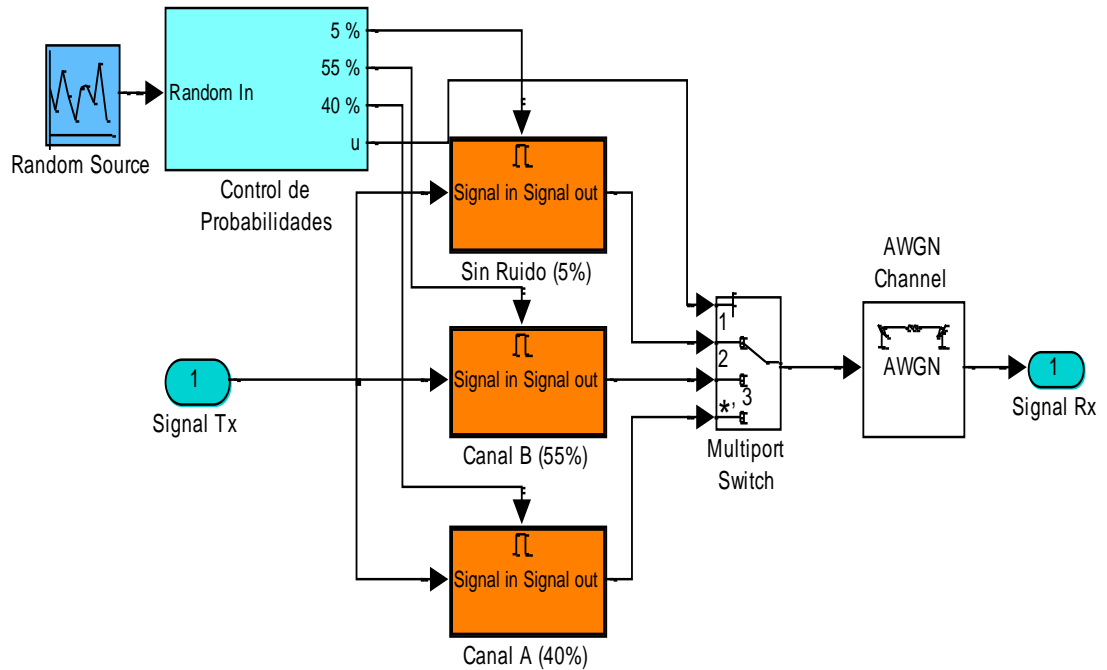 5 %
55 %
40 %
u
Random In
Random Source
Control de
Probabilidades
Signal in Signal out
Sin Ruido (5%)
1
Signal Tx
Signal in Signal out
Canal B (55%)
Signal in Signal out
Canal A (40%)
1
2
*, 3
Multiport
Switch
AWGN
Channel
AWGN
1
Signal Rx